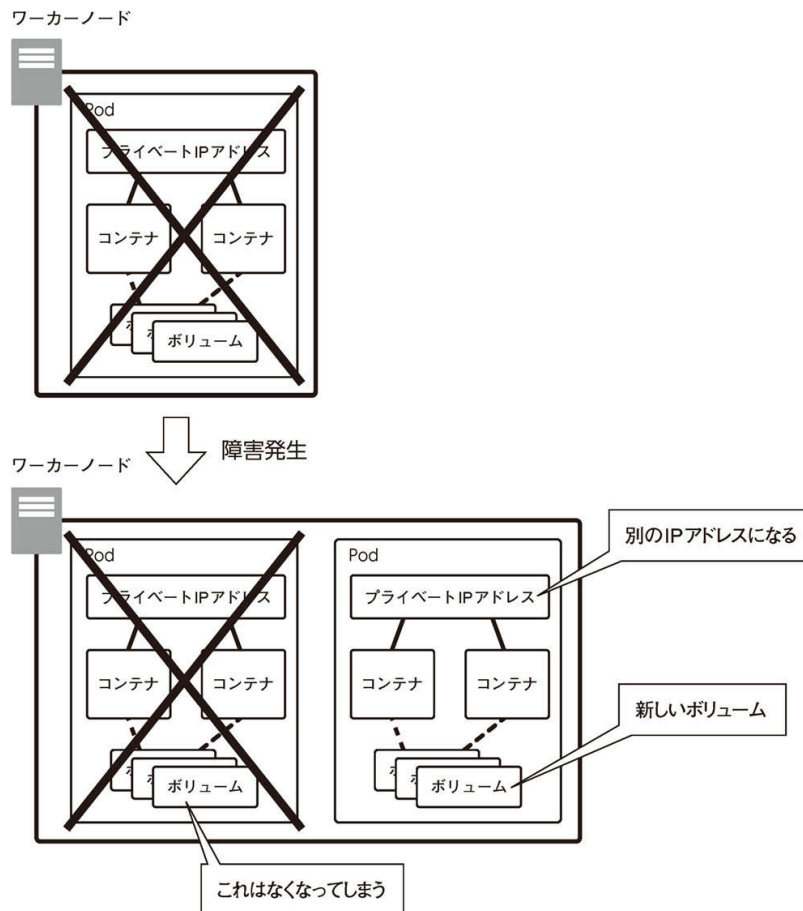 ワーカーノード
Pod
プライベートIPアドレス
コンテナ
コンテナ
ボ
ボ
ボリューム
障害発生
ワーカーノード
Pod
プライベートIPアドレス
コンテナ
コンテナ
ボ
ボ
ボリューム
これはなくなってしまう
Pod
プライベートIPアドレス
別のIPアドレスになる
コンテナ
コンテナ
ボリューム
新しいボリューム